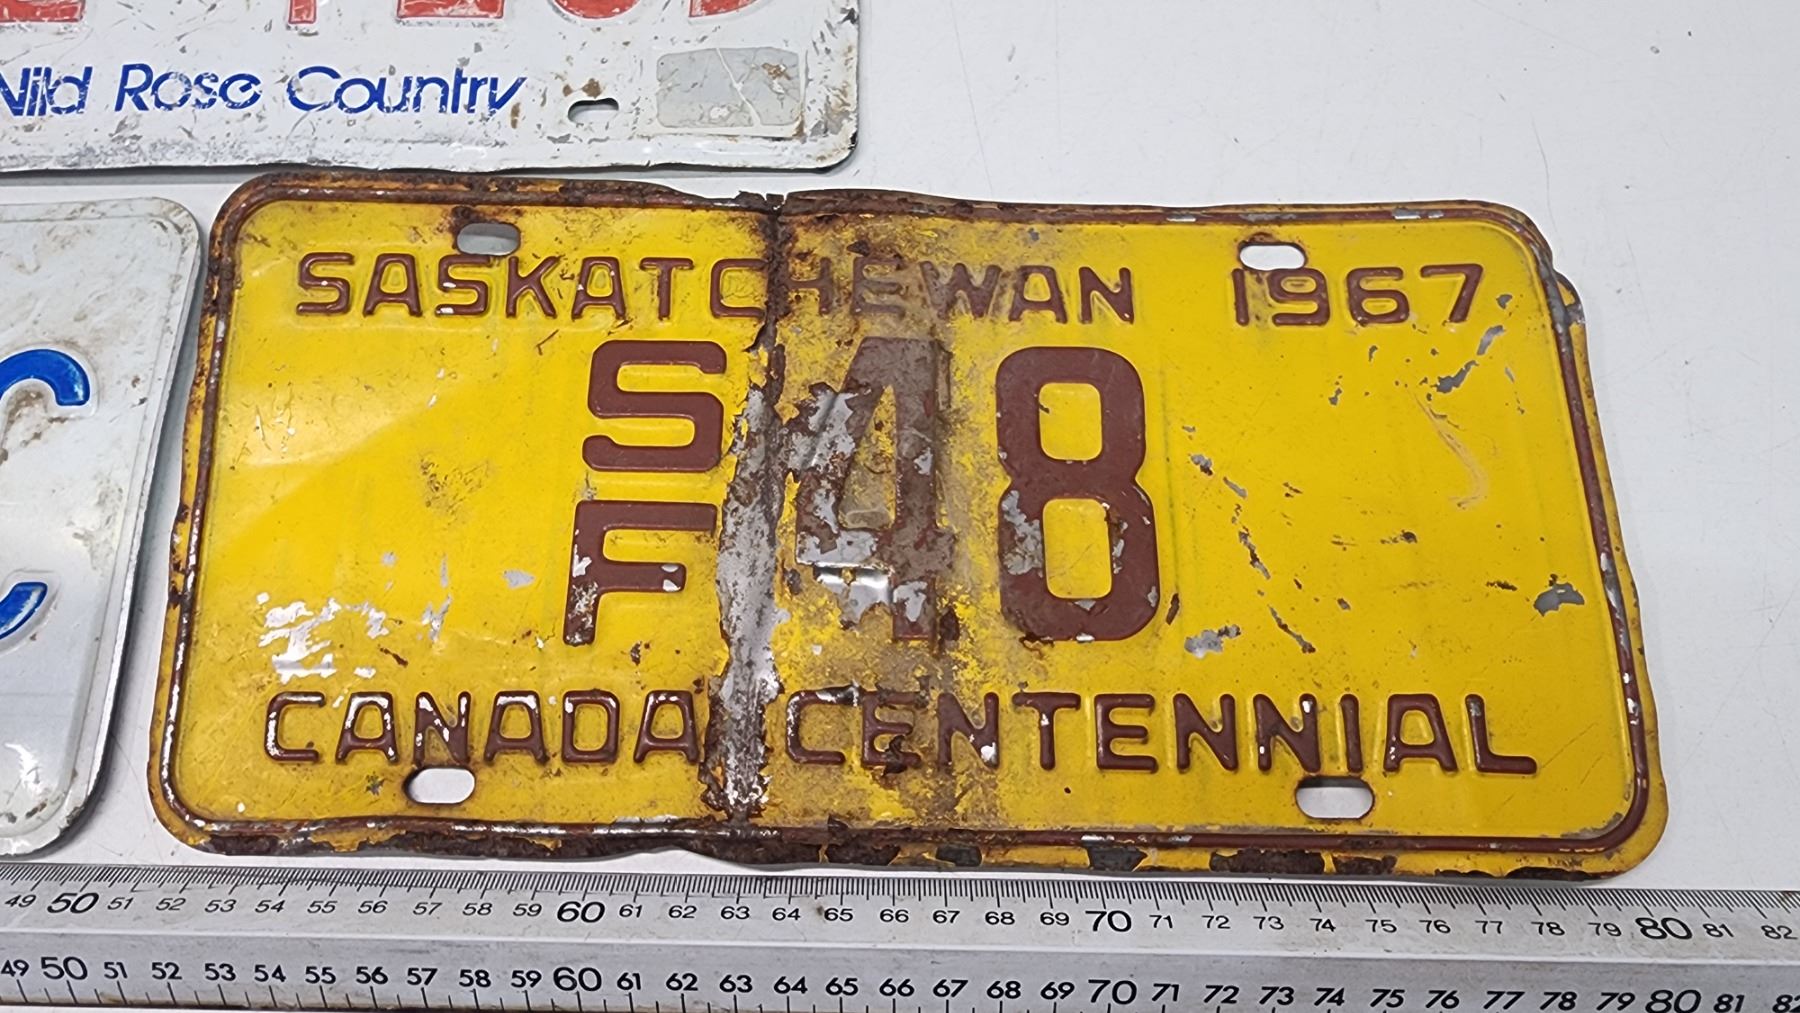 Wild Rose Country
SASKATCHEWAN 1967
S
F
48
CANADA CENTENNIAL
C
49 50 51 52 53 54 55 56 57 58 59 60 61 62 63 64 65 66 67 68 69 70 71 72 73 74 75 76 77 78 79 80 81 82
49 50 51 52 53 54 55 56 57 58 59 60 61 62 63 64 65 66 67 68 69 70 71 72 73 74 75 76 77 78 79 80 81 82